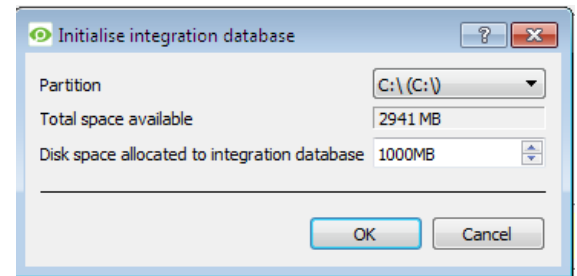 Initialise integration database ?
Partition C:\ (C:\)
Total space available 2941 MB
Disk space allocated to integration database 1000MB
OK Cancel